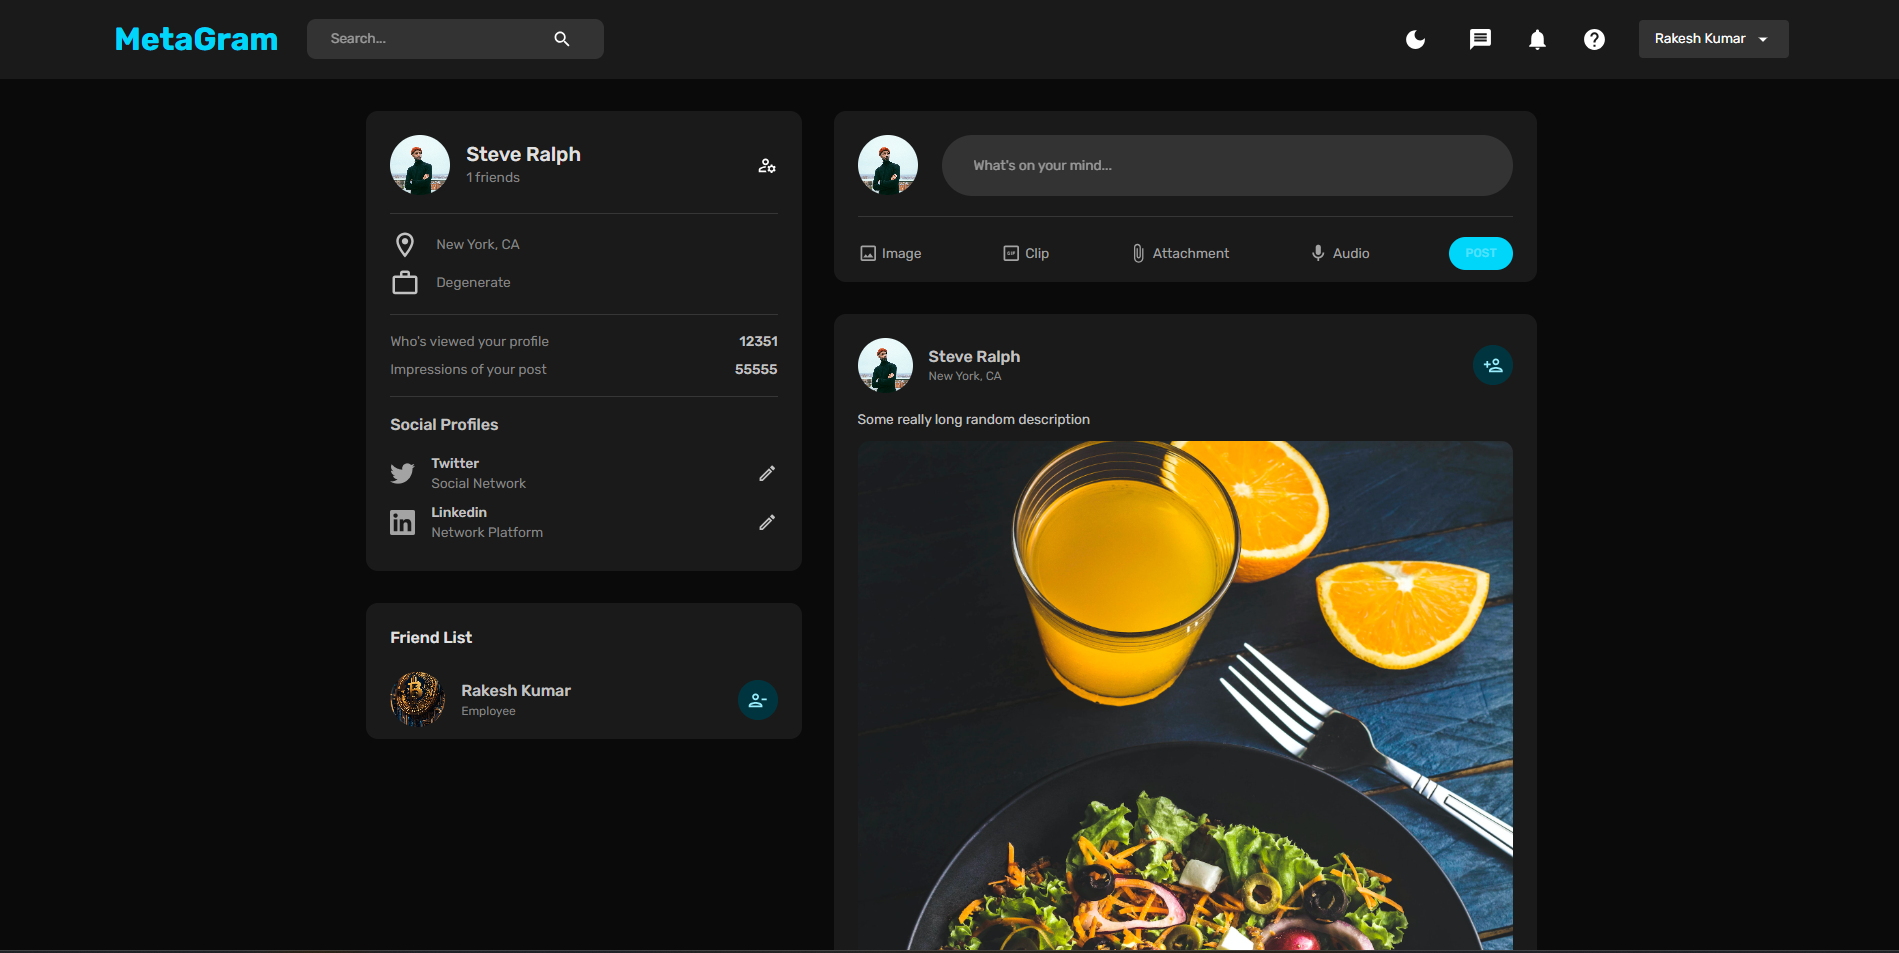 MetaGram
Search...
Rakesh Kumar
Steve Ralph
1 friends
New York, CA
Degenerate
Who's viewed your profile 12351
Impressions of your post 55555
Social Profiles
Twitter
Social Network
Linkedin
Network Platform
Friend List
Rakesh Kumar
Employee
What's on your mind...
Image
GIF
Clip
Attachment
Audio
POST
Steve Ralph
New York, CA
Some really long random description